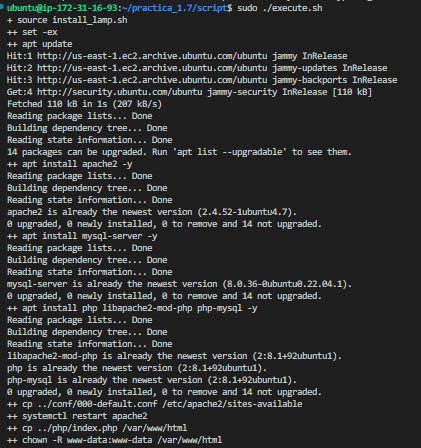 ubuntu@ip-172-31-16-93:~/practica_1.7/script$ sudo ./execute.sh
+ source install_lamp.sh
++ set -ex
++ apt update
Hit:1 http://us-east-1.ec2.archive.ubuntu.com/ubuntu jammy InRelease
Hit:2 http://us-east-1.ec2.archive.ubuntu.com/ubuntu jammy-updates InRelease
Hit:3 http://us-east-1.ec2.archive.ubuntu.com/ubuntu jammy-backports InRelease
Get:4 http://security.ubuntu.com/ubuntu jammy-security InRelease [110 kB]
Fetched 110 kB in 1s (207 kB/s)
Reading package lists... Done
Building dependency tree... Done
Reading state information... Done
14 packages can be upgraded. Run 'apt list --upgradable' to see them.
++ apt install apache2 -y
Reading package lists... Done
Building dependency tree... Done
Reading state information... Done
apache2 is already the newest version (2.4.52-1ubuntu4.7).
0 upgraded, 0 newly installed, 0 to remove and 14 not upgraded.
++ apt install mysql-server -y
Reading package lists... Done
Building dependency tree... Done
Reading state information... Done
mysql-server is already the newest version (8.0.36-0ubuntu0.22.04.1).
0 upgraded, 0 newly installed, 0 to remove and 14 not upgraded.
++ apt install php libapache2-mod-php php-mysql -y
Reading package lists... Done
Building dependency tree... Done
Reading state information... Done
libapache2-mod-php is already the newest version (2:8.1+92ubuntu1).
php is already the newest version (2:8.1+92ubuntu1).
php-mysql is already the newest version (2:8.1+92ubuntu1).
0 upgraded, 0 newly installed, 0 to remove and 14 not upgraded.
++ cp ../conf/000-default.conf /etc/apache2/sites-available
++ systemctl restart apache2
++ cp ../php/index.php /var/www/html
++ chown -R www-data:www-data /var/www/html